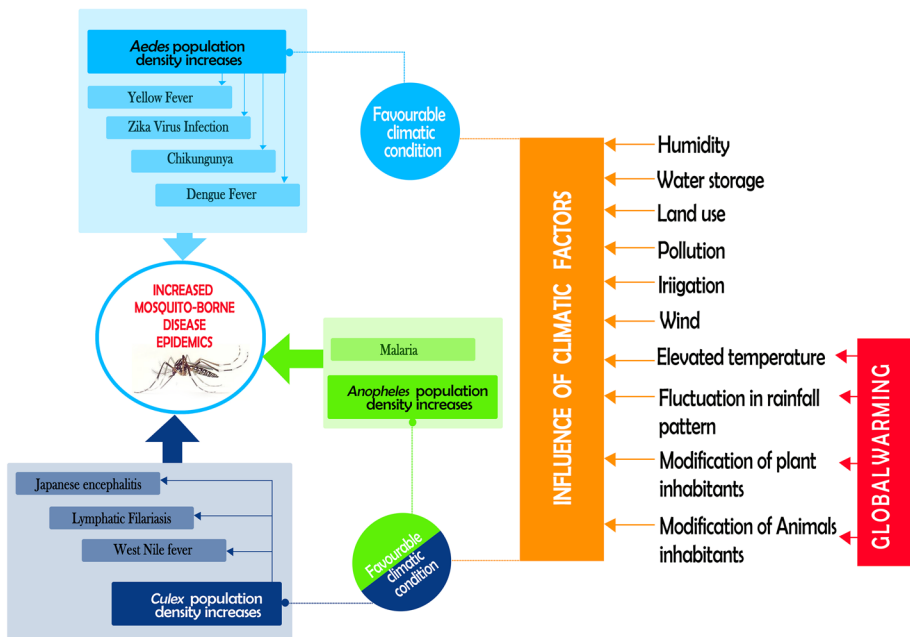 Aedes population
density increases
Yellow Fever
Zika Virus Infection
Chikungunya
Dengue Fever
Favourable
climatic
condition
INCREASED
MOSQUITO-BORNE
DISEASE
EPIDEMICS
Malaria
Anopheles population
density increases
Japanese encephalitis
Lymphatic Filariasis
West Nile fever
Culex population
density increases
Favourable
climatic
condition
INFLUENCE OF CLIMATIC FACTORS
Humidity
Water storage
Land use
Pollution
Iriigation
Wind
Elevated temperature
Fluctuation in rainfall
pattern
Modification of plant
inhabitants
Modification of Animals
inhabitants
GLOBALWARMING